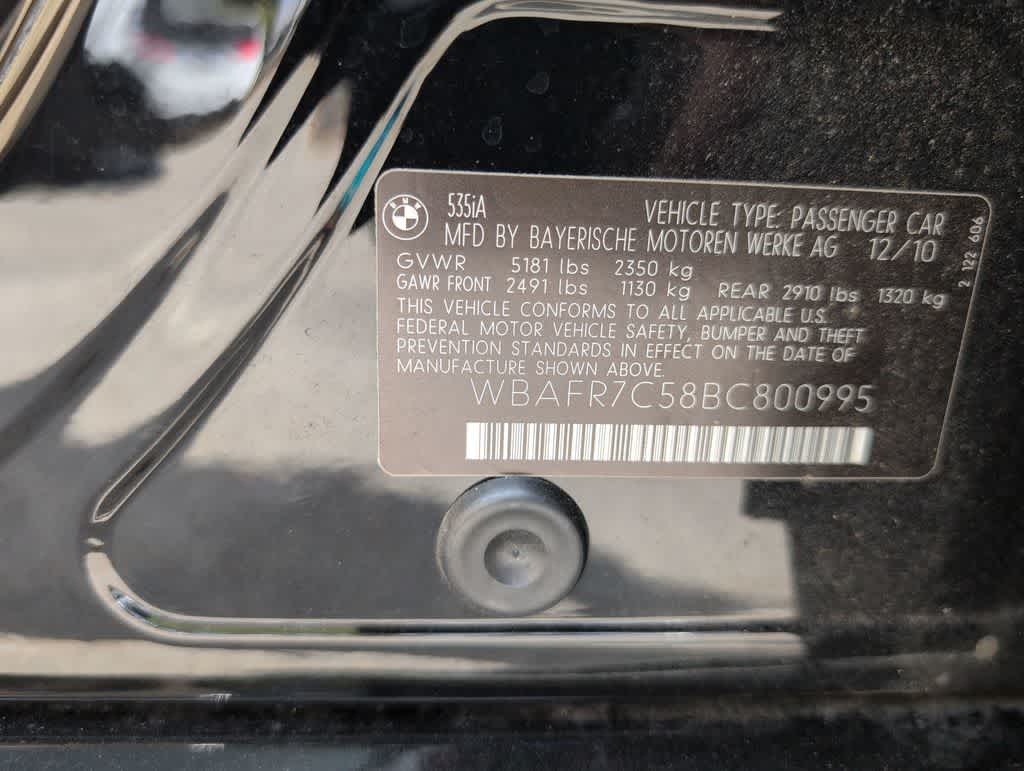 BMW
535iA VEHICLE TYPE: PASSENGER CAR
MFD BY BAYERISCHE MOTOREN WERKE AG 12/10
GVWR 5181 lbs 2350 kg
GAWR FRONT 2491 lbs 1130 kg REAR 2910 lbs 1320 kg
THIS VEHICLE CONFORMS TO ALL APPLICABLE U.S.
FEDERAL MOTOR VEHICLE SAFETY, BUMPER AND THEFT
PREVENTION STANDARDS IN EFFECT ON THE DATE OF
MANUFACTURE SHOWN ABOVE.
WBAFR7C58BC800995
2 122 606